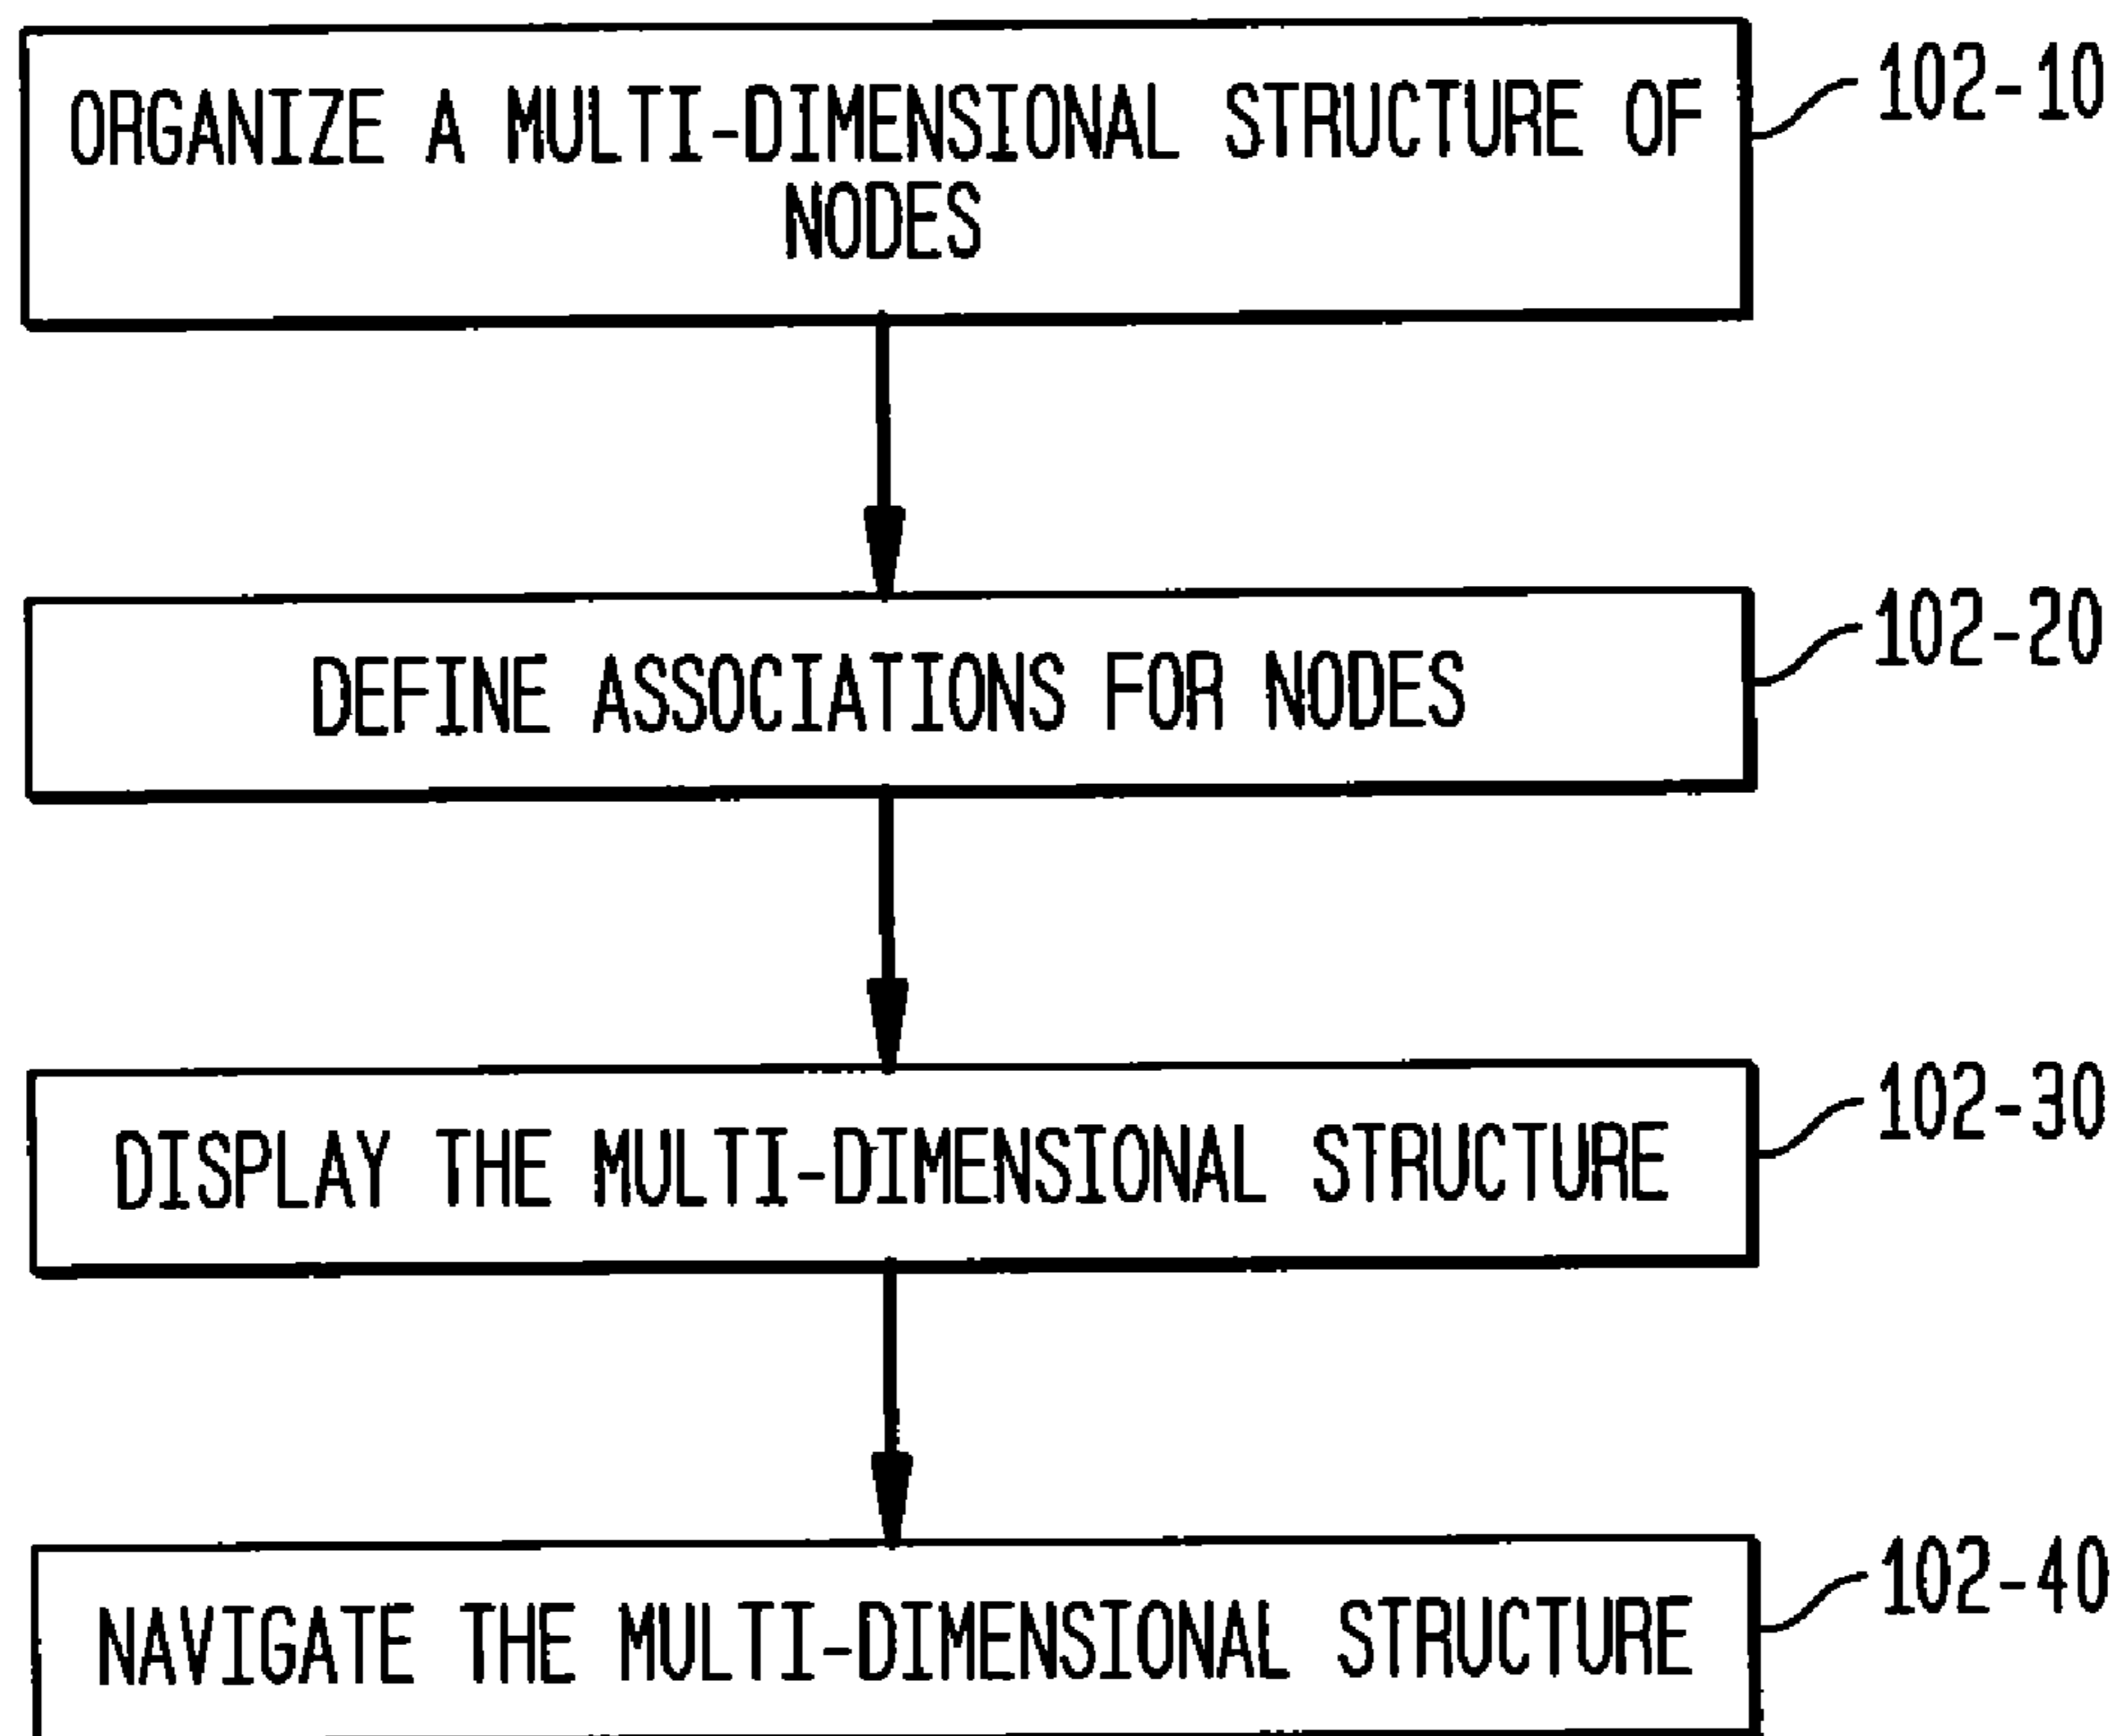 ORGANIZE A MULTI-DIMENSIONAL STRUCTURE OF
NODES
102-10
DEFINE ASSOCIATIONS FOR NODES
102-20
DISPLAY THE MULTI-DIMENSIONAL STRUCTURE
102-30
NAVIGATE THE MULTI-DIMENSIONAL STRUCTURE
102-40